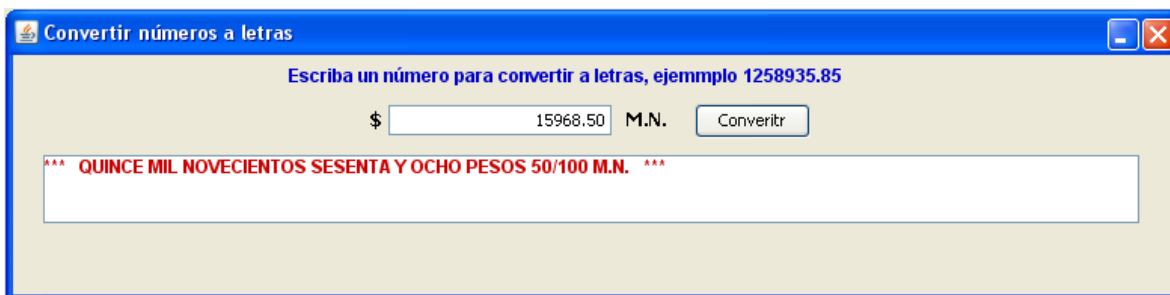 Convertir números a letras
Escriba un número para convertir a letras, ejemmplo 1258935.85
$ 15968.50 M.N. Converitr
*** QUINCE MIL NOVECIENTOS SESENTA Y OCHO PESOS 50/100 M.N. ***